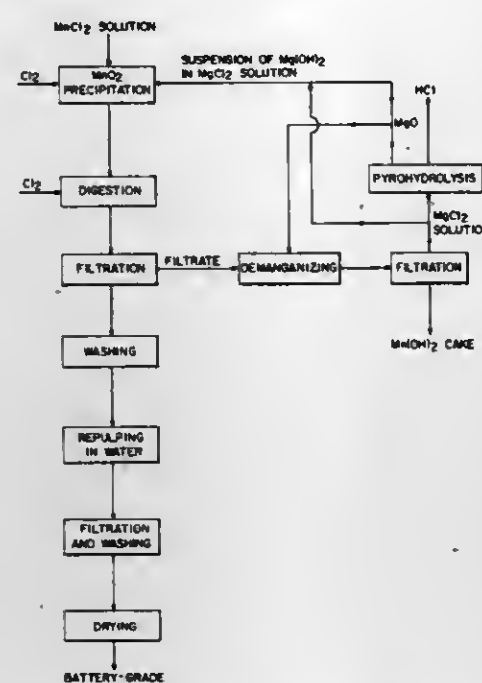 MnCl2 SOLUTION
Cl2
MnO2
PRECIPITATION
SUSPENSION OF Mg(OH)2
IN MgCl2 SOLUTION
HCl
MgO
PYROHYDROLYSIS
Cl2
DIGESTION
MgCl2
SOLUTION
FILTRATION
FILTRATE
DEMANGANIZING
FILTRATION
Mn(OH)2 CAKE
WASHING
REPULPING
IN WATER
FILTRATION
AND WASHING
DRYING
BATTERY-GRADE